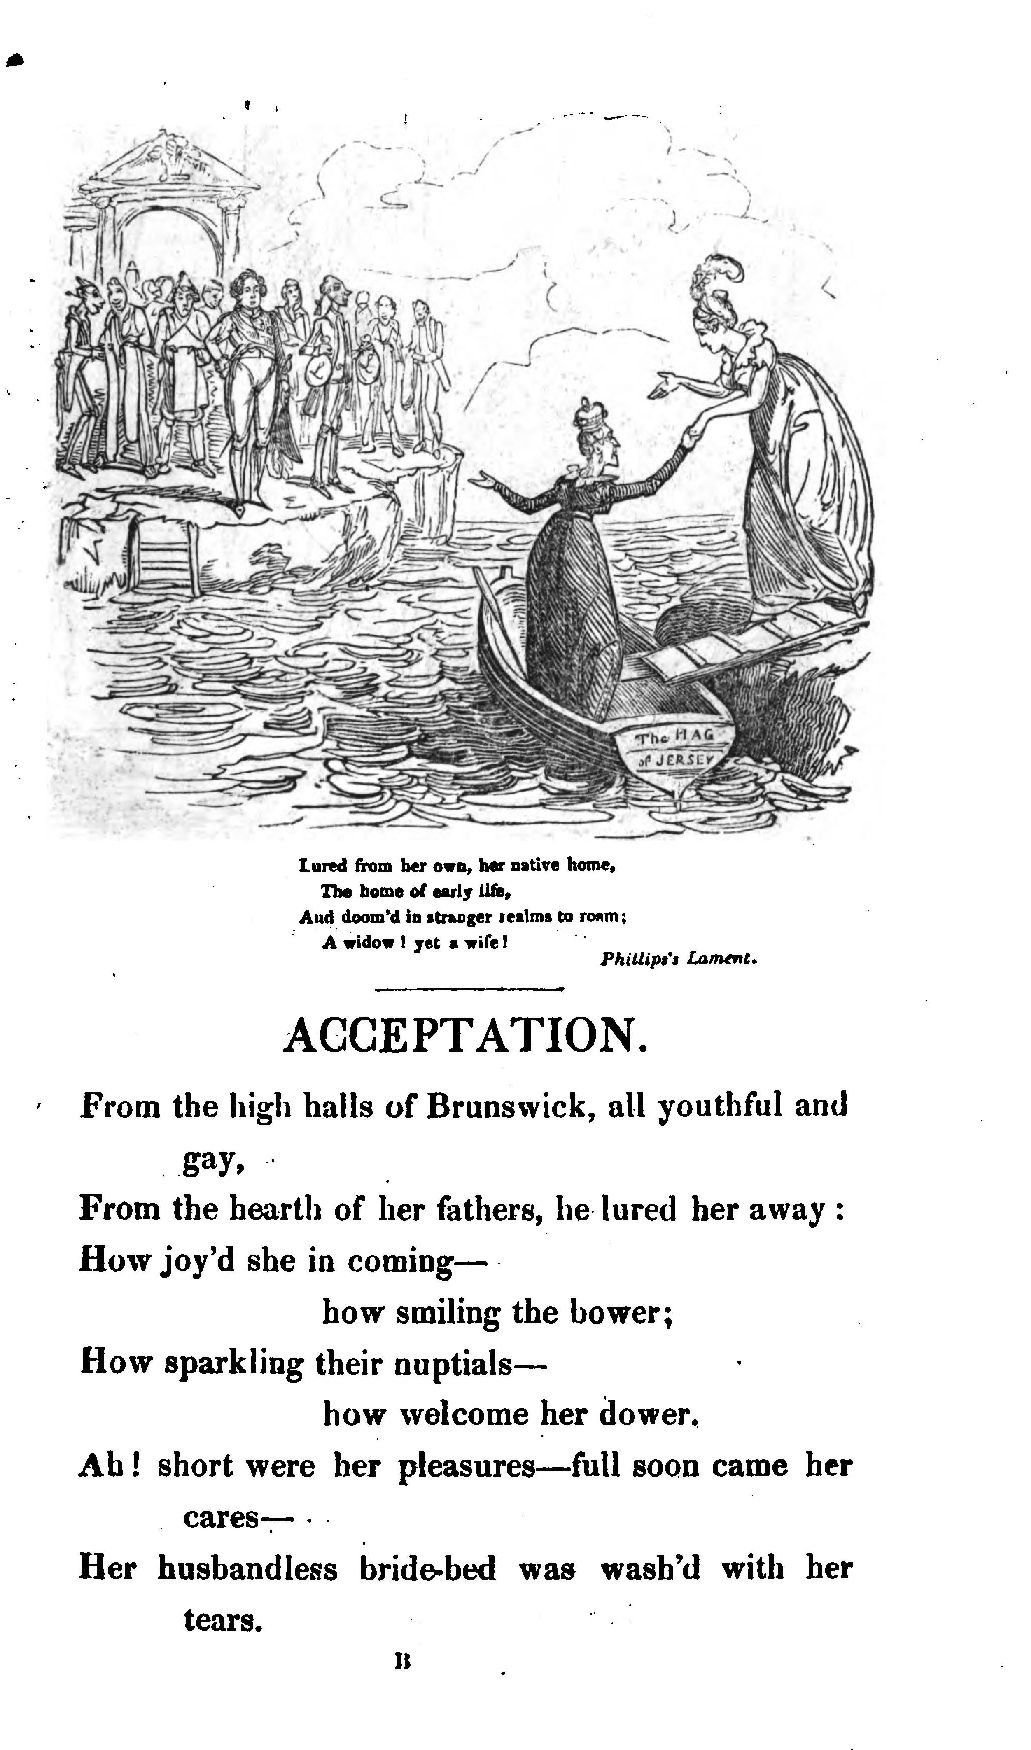 The HAG
of JERSEY
Lured from her own, her native home,
The home of early life,
And doom'd in stranger realms to roam;
A widow! yet a wife!
Phillips's Lament.
ACCEPTATION.
From the high halls of Brunswick, all youthful and
gay,
From the hearth of her fathers, he lured her away:
How joy'd she in coming—
how smiling the bower;
How sparkling their nuptials—
how welcome her dower.
Ah! short were her pleasures—full soon came her
cares—
Her husbandless bride-bed was wash'd with her
tears.
B